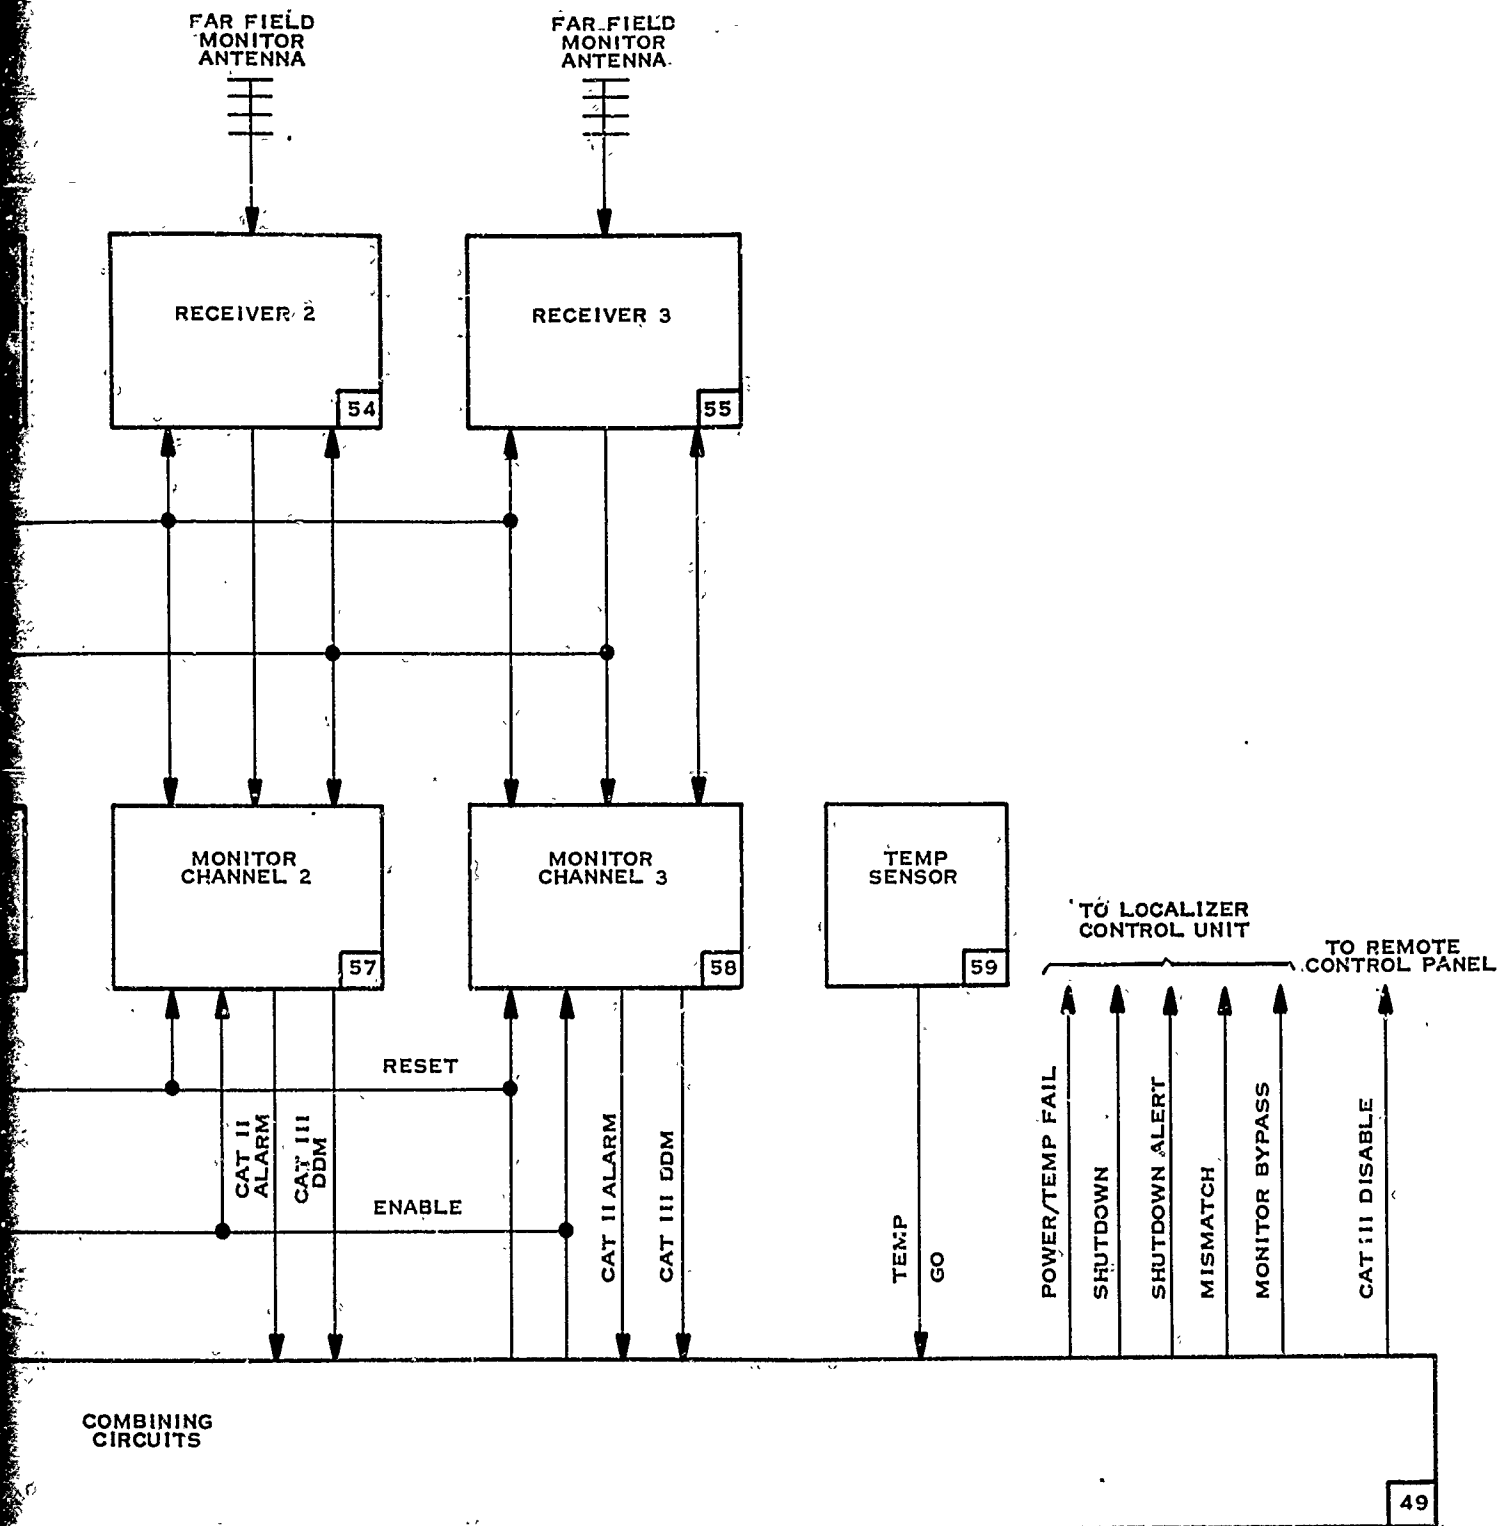 FAR FIELD
MONITOR
ANTENNA
FAR FIELD
MONITOR
ANTENNA
RECEIVER 2
54
RECEIVER 3
55
MONITOR
CHANNEL 2
57
MONITOR
CHANNEL 3
58
TEMP
SENSOR
59
TO LOCALIZER
CONTROL UNIT
TO REMOTE
CONTROL PANEL
RESET
ENABLE
CAT II
ALARM
CAT III
DDM
CAT II ALARM
CAT III DDM
TEMP
GO
POWER/TEMP FAIL
SHUTDOWN
SHUTDOWN ALERT
MISMATCH
MONITOR BYPASS
CAT III DISABLE
COMBINING
CIRCUITS
49